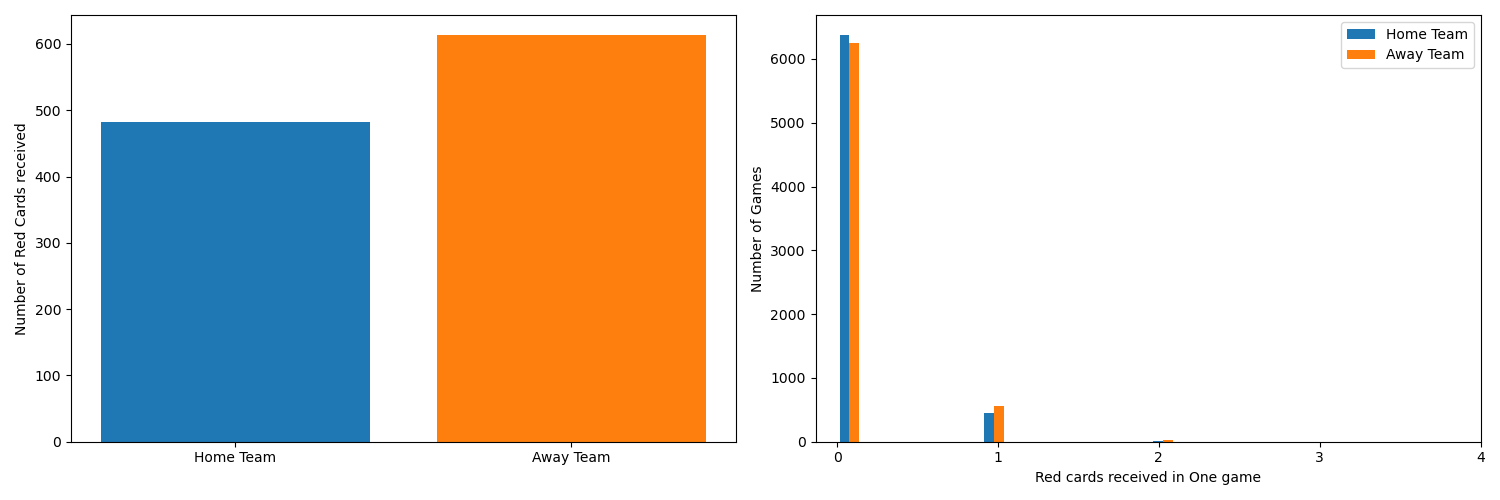 Number of Red Cards received
600
500
400
300
200
100
0
Home Team
Away Team
Number of Games
6000
5000
4000
3000
2000
1000
0
0
1
2
3
4
Red cards received in One game
Home Team
Away Team